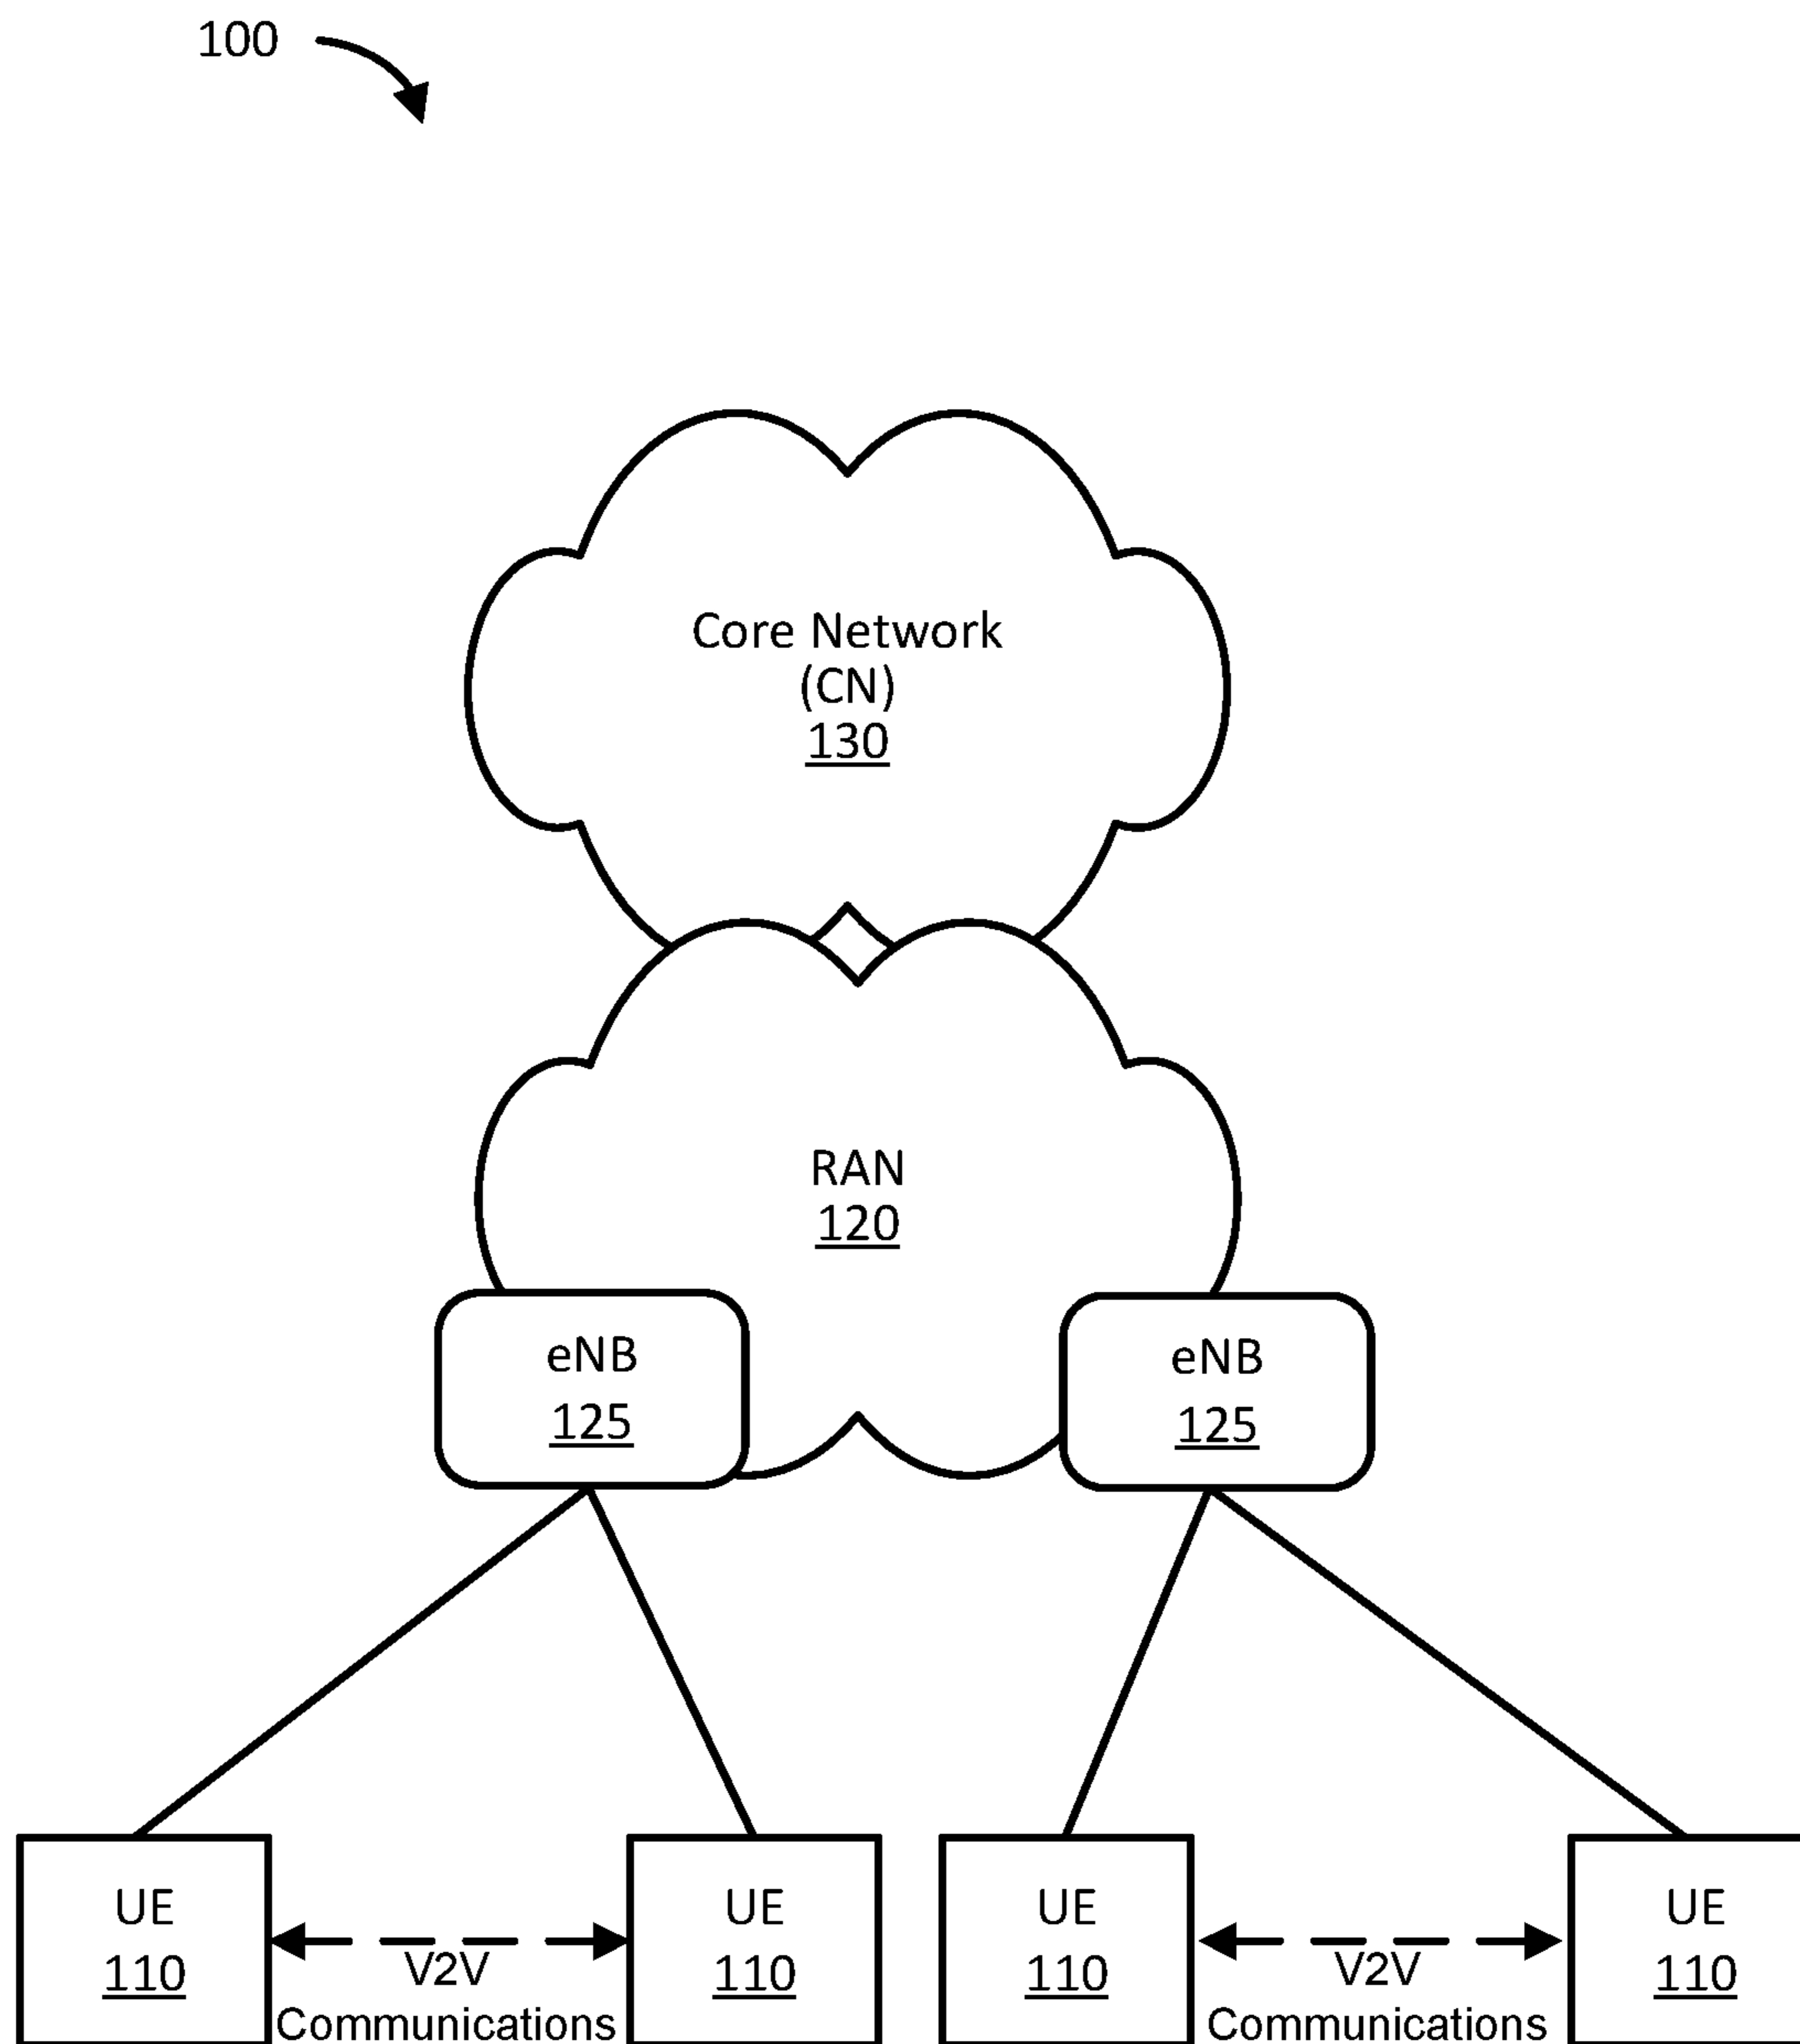 100
Core Network
(CN)
130
RAN
120
eNB
125
eNB
125
UE
110
V2V
Communications
UE
110
UE
110
V2V
Communications
UE
110